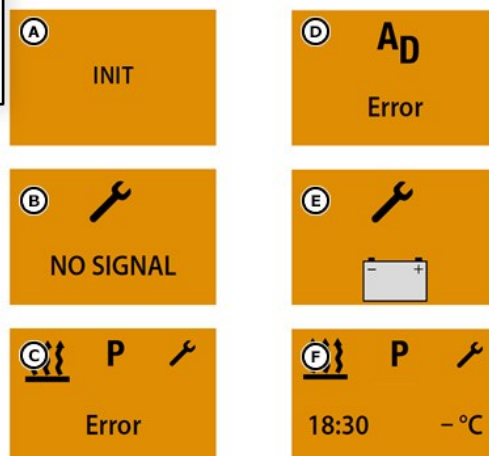 A
INIT
B
NO SIGNAL
C
P
Error
D
AD
Error
E
- +
F
P
18:30 – °C